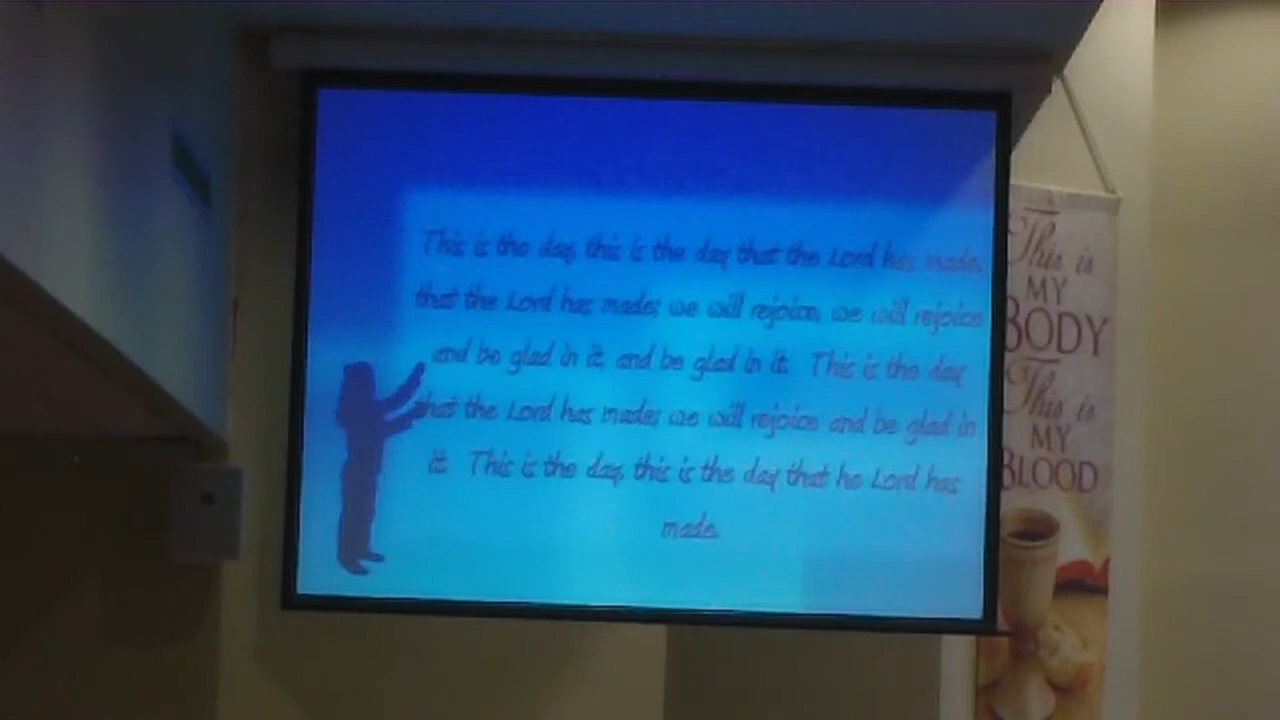 This is the day, this is the day that the Lord has made,
that the Lord has made; we will rejoice, we will rejoice
and be glad in it, and be glad in it. This is the day
that the Lord has made; we will rejoice and be glad in
it. This is the day, this is the day that he Lord has
made.
This is
MY
BODY
This is
MY
BLOOD